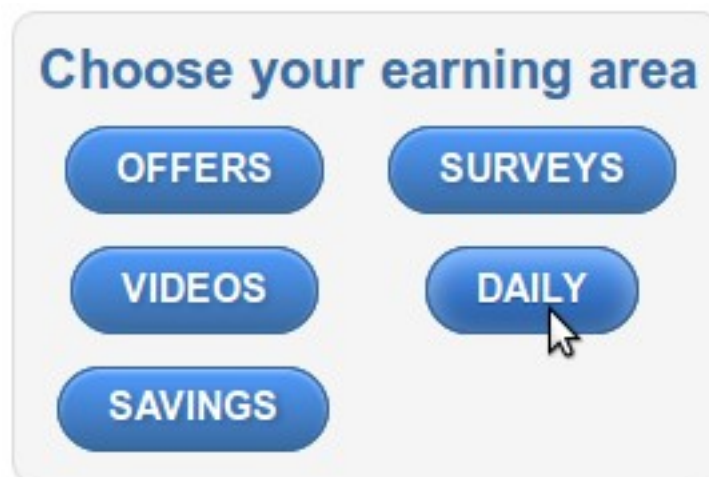 Choose your earning area
OFFERS
SURVEYS
VIDEOS
DAILY
SAVINGS